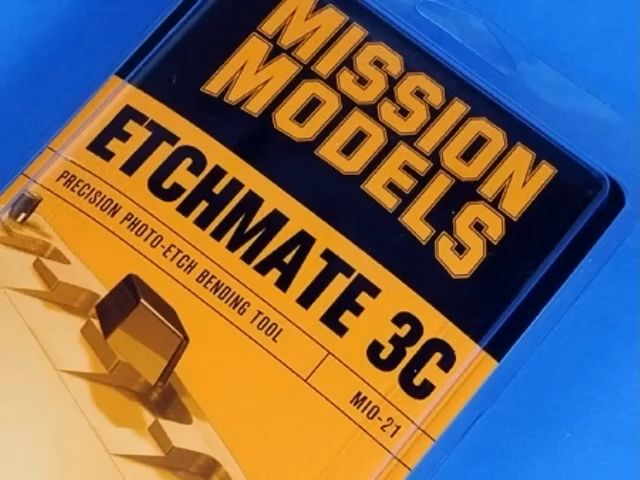 MISSION
MODELS
ETCHMATE 3C
PRECISION PHOTO-ETCH BENDING TOOL
MIO-21